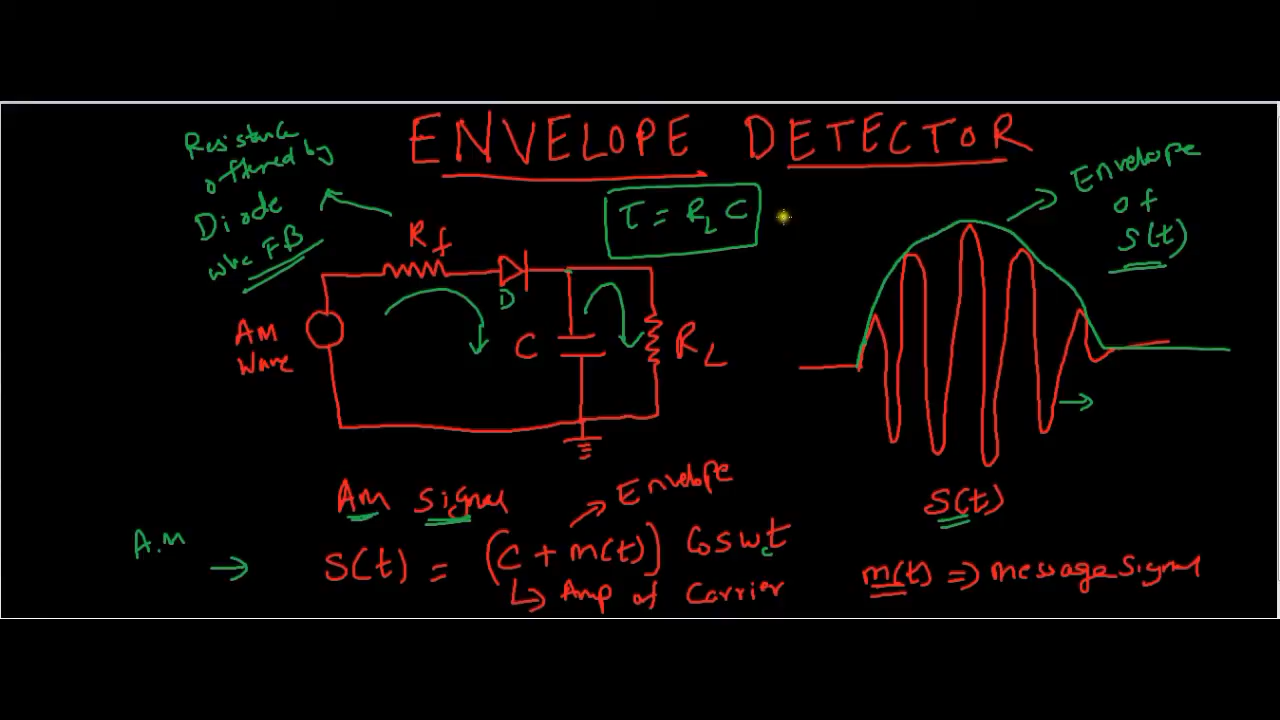 ENVELOPE DETECTOR
Resistance
offered by
Diode
whe FB
Rf
D
τ = RL C
Envelope
of
S(t)
Am
Wave
C
RL
Am Signal
Envelope
S(t)
A.M
→ S(t) = (C + m(t)) Cos wct
↳ Amp of Carrier
m(t) => message Signal